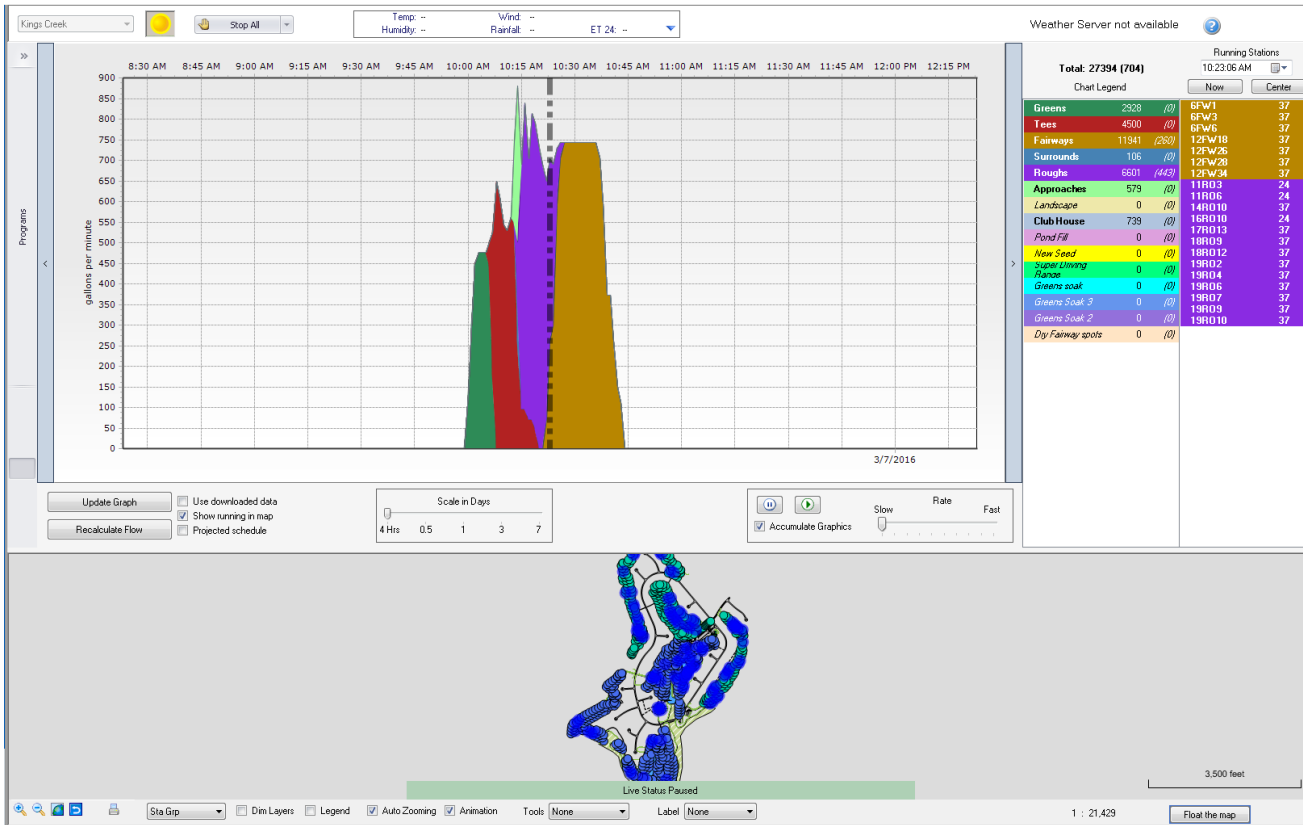 Kings Creek
Stop All
Temp: -- Wind: --
Humidity: -- Rainfall: -- ET 24: --
Weather Server not available
Programs
8:30 AM 8:45 AM 9:00 AM 9:15 AM 9:30 AM 9:45 AM 10:00 AM 10:15 AM 10:30 AM 10:45 AM 11:00 AM 11:15 AM 11:30 AM 11:45 AM 12:00 PM 12:15 PM
900
850
800
750
700
650
600
550
500
450
400
350
300
250
200
150
100
50
0
gallons per minute
3/7/2016
Total: 27394 (704)
Chart Legend
Greens 2928 (0)
Tees 4500 (0)
Fairways 11941 (260)
Surrounds 106 (0)
Roughs 6601 (443)
Approaches 579 (0)
Landscape 0 (0)
Club House 739 (0)
Pond Fill 0 (0)
New Seed 0 (0)
Super Driving
Range 0 (0)
Greens soak 0 (0)
Greens Soak 3 0 (0)
Greens Soak 2 0 (0)
Dry Fairway spots 0 (0)
Running Stations
10:23:06 AM
Now Center
6FW1 37
6FW3 37
6FW6 37
12FW18 37
12FW26 37
12FW28 37
12FW34 37
11RO3 24
11RO6 24
14RO10 37
16RO10 24
17RO13 37
18RO9 37
18RO12 37
19RO2 37
19RO4 37
19RO6 37
19RO7 37
19RO9 37
19RO10 37
Update Graph
Recalculate Flow
Use downloaded data
Show running in map
Projected schedule
Scale in Days
4 Hrs 0.5 1 3 7
Accumulate Graphics
Rate
Slow Fast
3,500 feet
Live Status Paused
Sta Grp Dim Layers Legend Auto Zooming Animation Tools None Label None 1 : 21,429 Float the map